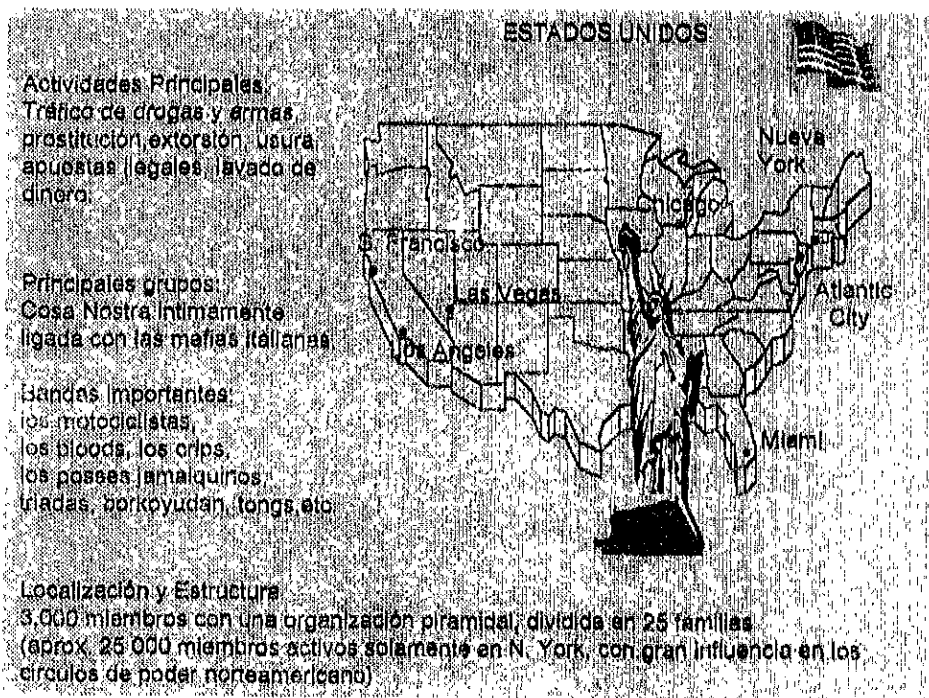 ESTADOS UNIDOS
Actividades Principales:
Tráfico de drogas y armas,
prostitución, extorsión, usura,
apuestas ilegales, lavado de
dinero.
Principales grupos:
Cosa Nostra íntimamente
ligada con las mafias italianas
Bandas importantes:
los motociclistas,
los bloods, los crips,
los posses jamaiquinos,
triadas, borkoyudan, tongs, etc.
Nueva
York
Chicago
S. Francisco
Las Vegas
Atlantic
City
Los Angeles
Miami
Localización y Estructura
3.000 miembros con una organización piramidal, dividida en 25 familias
(aprox. 25 000 miembros activos solamente en N. York, con gran influencia en los
círculos de poder norteamericano)